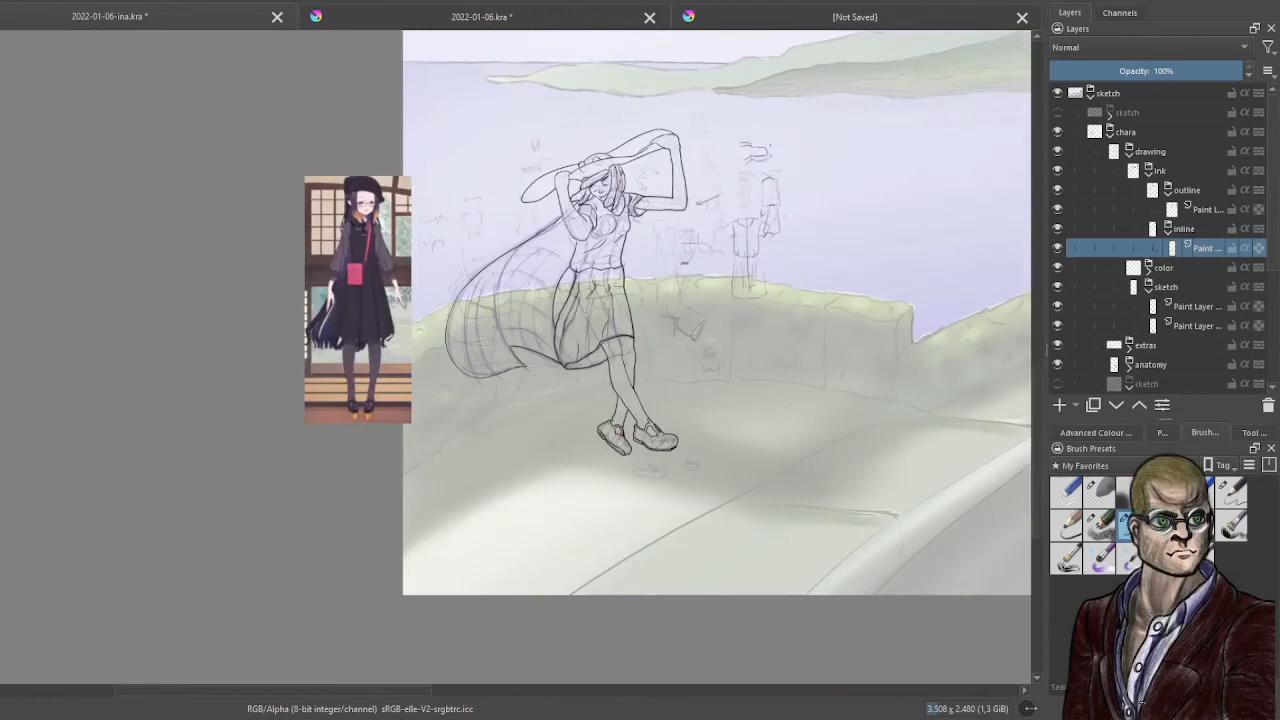 2022-01-06-ina.kra *
2022-01-06.kra *
[Not Saved]
Layers
Channels
Layers
Normal
Opacity: 100%
sketch
sketch
chara
drawing
ink
outline
Paint L...
inline
Paint ...
color
sketch
Paint Layer ...
Paint Layer ...
extras
anatomy
sketch
Advanced Colour ...
P...
Brush...
Tool ...
Brush Presets
★ My Favorites
Tag
RGB/Alpha (8-bit integer/channel) sRGB-elle-V2-srgbtrc.icc
3.508 x 2.480 (1,3 GiB)